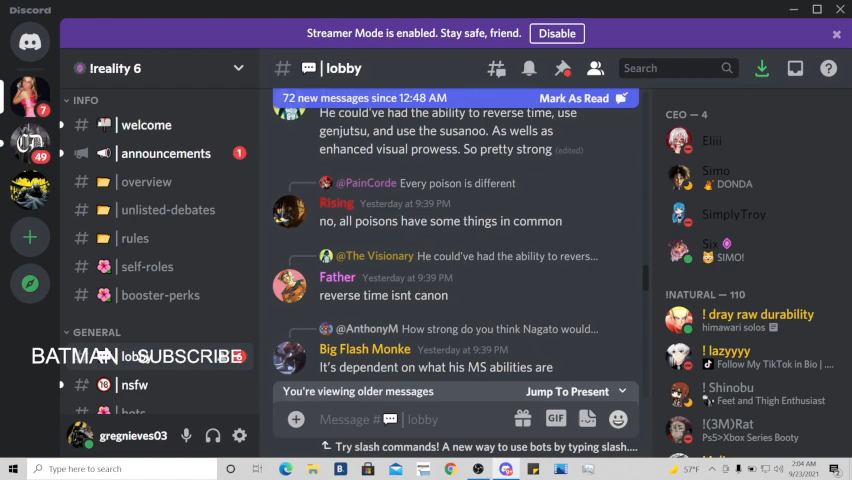 Discord
Streamer Mode is enabled. Stay safe, friend. Disable
Ireality 6
INFO
welcome
announcements 1
overview
unlisted-debates
rules
self-roles
booster-perks
GENERAL
BATMAN SUBSCRIBE
nsfw
bots
gregnieves03
7
49
| lobby
Search
72 new messages since 12:48 AM Mark As Read
He could've had the ability to reverse time, use
genjutsu, and use the susanoo. As wells as
enhanced visual prowess. So pretty strong (edited)
@PainCorde Every poison is different
Rising Yesterday at 9:39 PM
no, all poisons have some things in common
@The Visionary He could've had the ability to revers...
Father Yesterday at 9:39 PM
reverse time isnt canon
@AnthonyM How strong do you think Nagato would...
Big Flash Monke Yesterday at 9:39 PM
It's dependent on what his MS abilities are
You're viewing older messages Jump To Present
Message # | lobby
GIF
Try slash commands! A new way to use bots by typing slash....
CEO — 4
Eliii
Simo
DONDA
SimplyTroy
Six
SIMO!
!NATURAL — 110
! dray raw durability
himawari solos
! lazyyyy
Follow My TikTok in Bio | ...
! Shinobu
Feet and Thigh Enthusiast
!(3M)Rat
Ps5>Xbox Series Booty
Type here to search
57°F
2:04 AM
9/23/2021
2